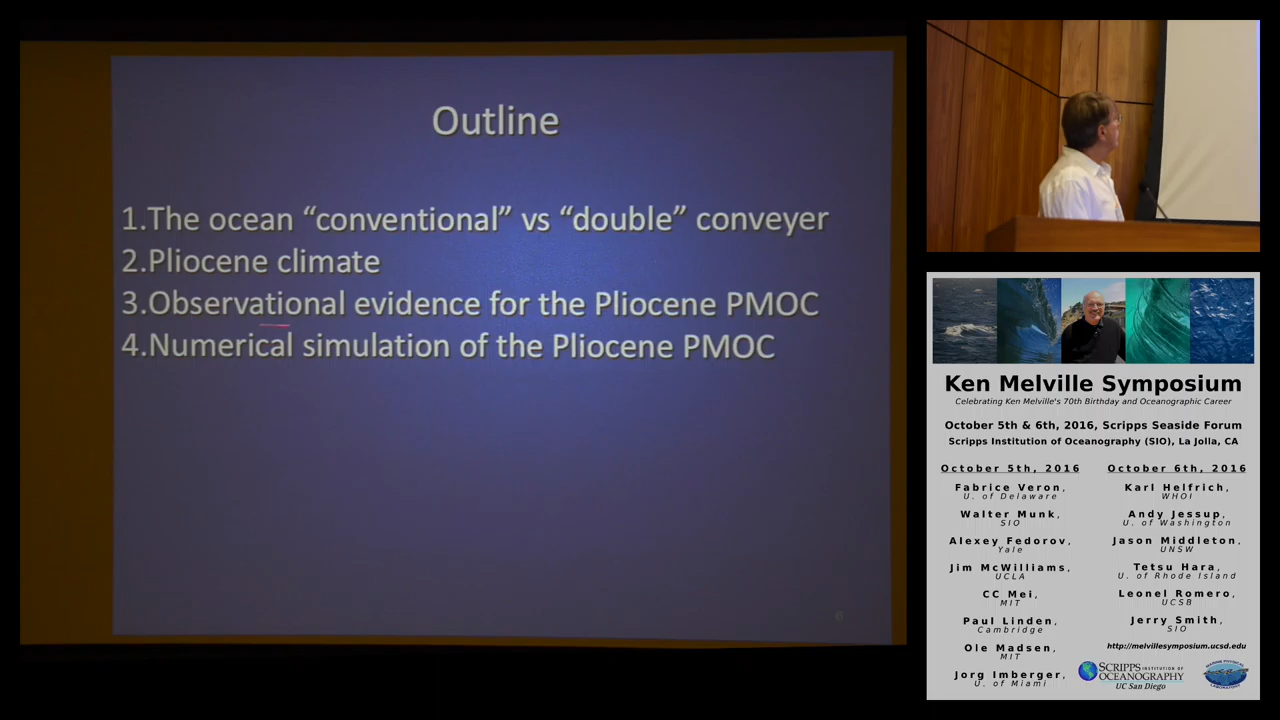 Outline
1.The ocean “conventional” vs “double” conveyer
2.Pliocene climate
3.Observational evidence for the Pliocene PMOC
4.Numerical simulation of the Pliocene PMOC
6
Ken Melville Symposium
Celebrating Ken Melville's 70th Birthday and Oceanographic Career
October 5th & 6th, 2016, Scripps Seaside Forum
Scripps Institution of Oceanography (SIO), La Jolla, CA
October 5th, 2016
Fabrice Veron,
U. of Delaware
Walter Munk,
SIO
Alexey Fedorov,
Yale
Jim McWilliams,
UCLA
CC Mei,
MIT
Paul Linden,
Cambridge
Ole Madsen,
MIT
Jorg Imberger,
U. of Miami
October 6th, 2016
Karl Helfrich,
WHOI
Andy Jessup,
U. of Washington
Jason Middleton,
UNSW
Tetsu Hara,
U. of Rhode Island
Leonel Romero,
UCSB
Jerry Smith,
SIO
http://melvillesymposium.ucsd.edu
SCRIPPS INSTITUTION OF
OCEANOGRAPHY
UC San Diego
MARINE PHYSICAL
LABORATORY